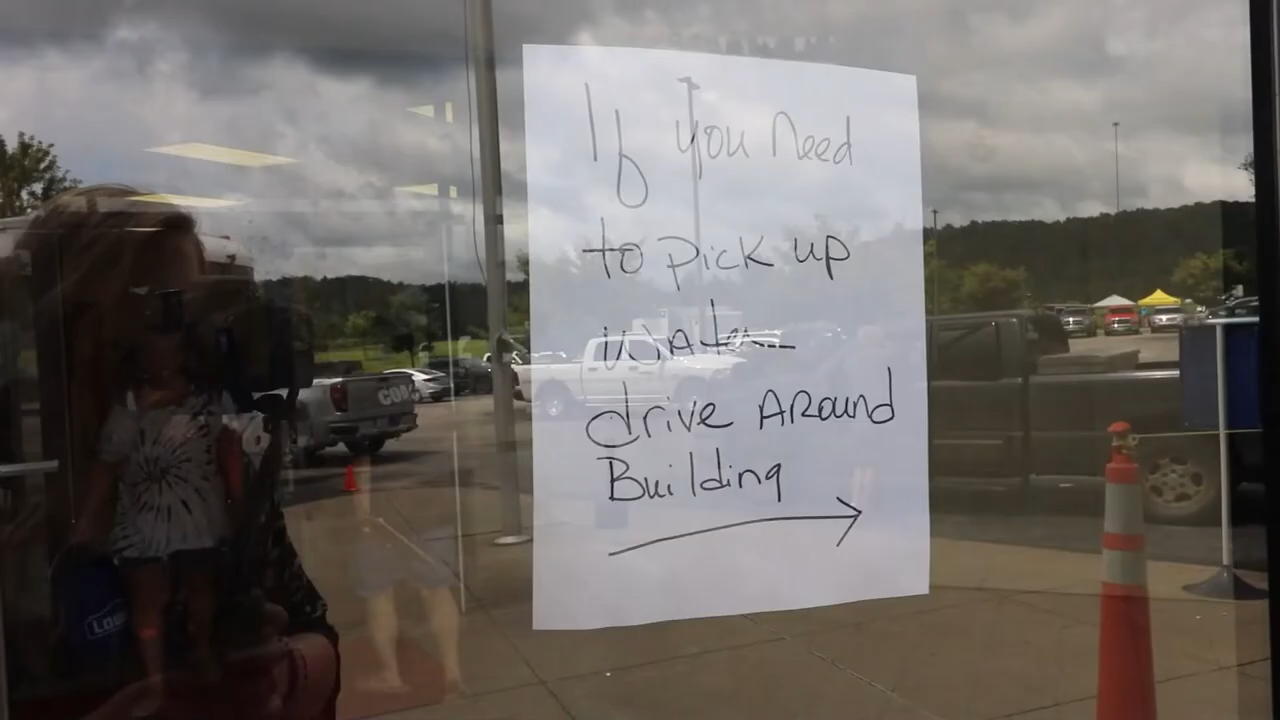 If you need
to pick up
WAter
drive ARound
Building